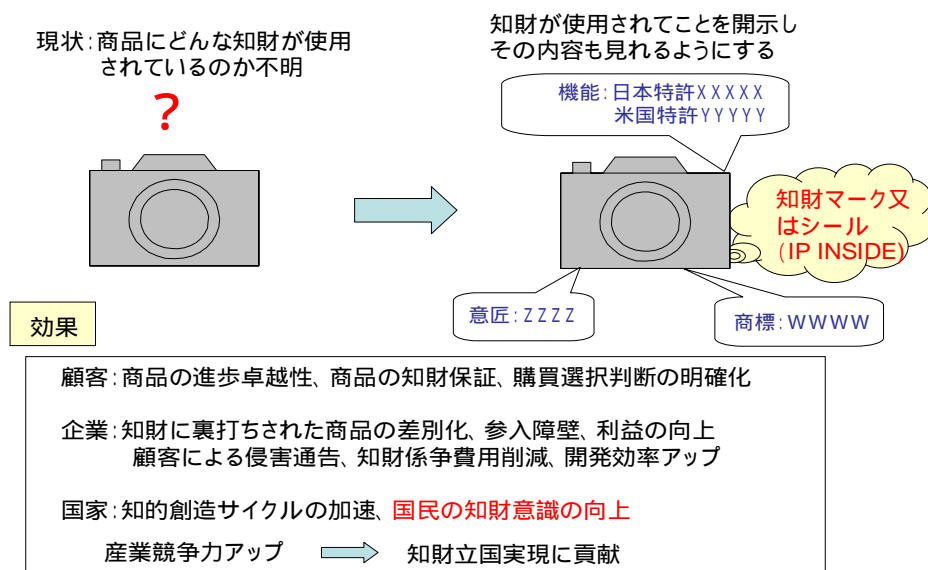 現状:商品にどんな知財が使用
されているのか不明
?
知財が使用されてことを開示し
その内容も見れるようにする
機能:日本特許XXXXX
米国特許YYYYY
知財マーク又
はシール
(IP INSIDE)
意匠:ZZZZ
商標:WWWW
効果
顧客:商品の進歩卓越性、商品の知財保証、購買選択判断の明確化
企業:知財に裏打ちされた商品の差別化、参入障壁、利益の向上
顧客による侵害通告、知財係争費用削減、開発効率アップ
国家:知的創造サイクルの加速、国民の知財意識の向上
産業競争力アップ 知財立国実現に貢献